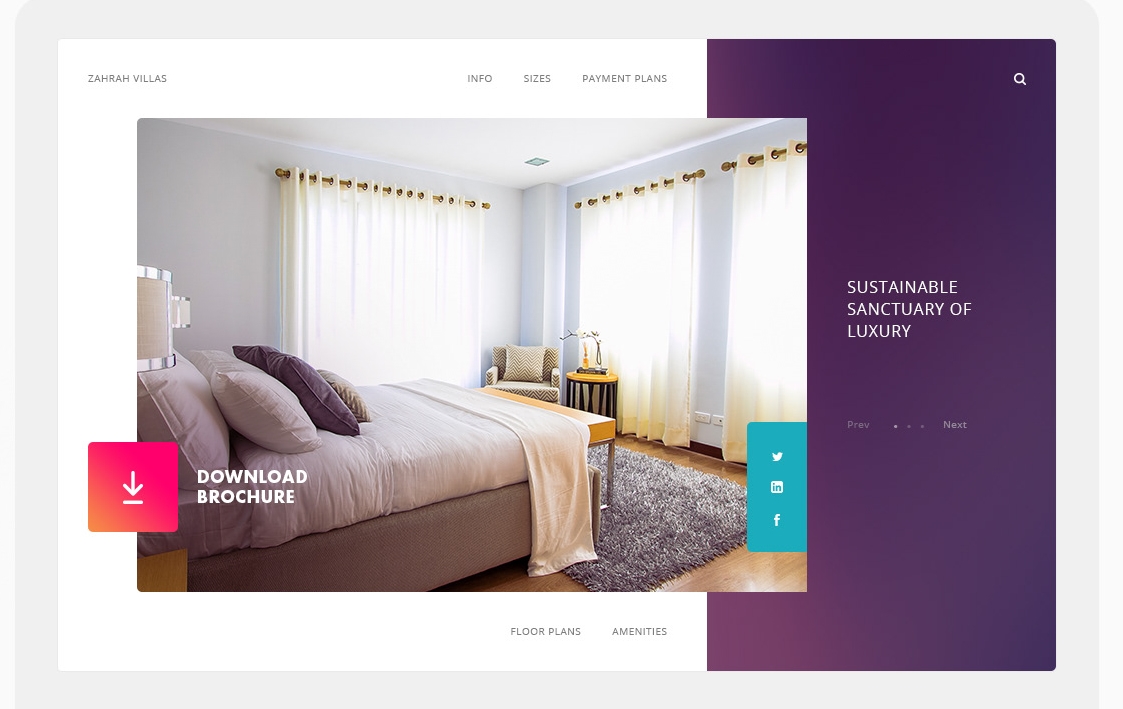 ZAHRAH VILLAS
INFO
SIZES
PAYMENT PLANS
SUSTAINABLE
SANCTUARY OF
LUXURY
Prev
Next
DOWNLOAD
BROCHURE
FLOOR PLANS
AMENITIES